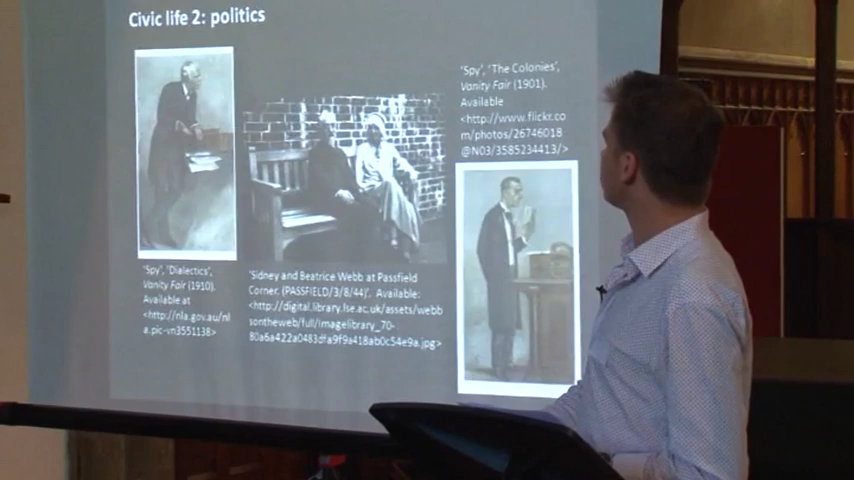 Civic life 2: politics
'Spy', 'The Colonies',
Vanity Fair (1901).
Available
<http://www.flickr.co
m/photos/26746018
@N03/3585234413/>
'Spy', 'Dialectics',
Vanity Fair (1910).
Available at
<http://nla.gov.au/nl
a.pic-vn3551138>
'Sidney and Beatrice Webb at Passfield
Corner. (PASSFIELD/3/8/44)'. Available:
<http://digital.library.lse.ac.uk/assets/webb
sontheweb/full/imagelibrary_70-
80a6a422a0483dfa9f9a418ab0c54e9a.jpg>